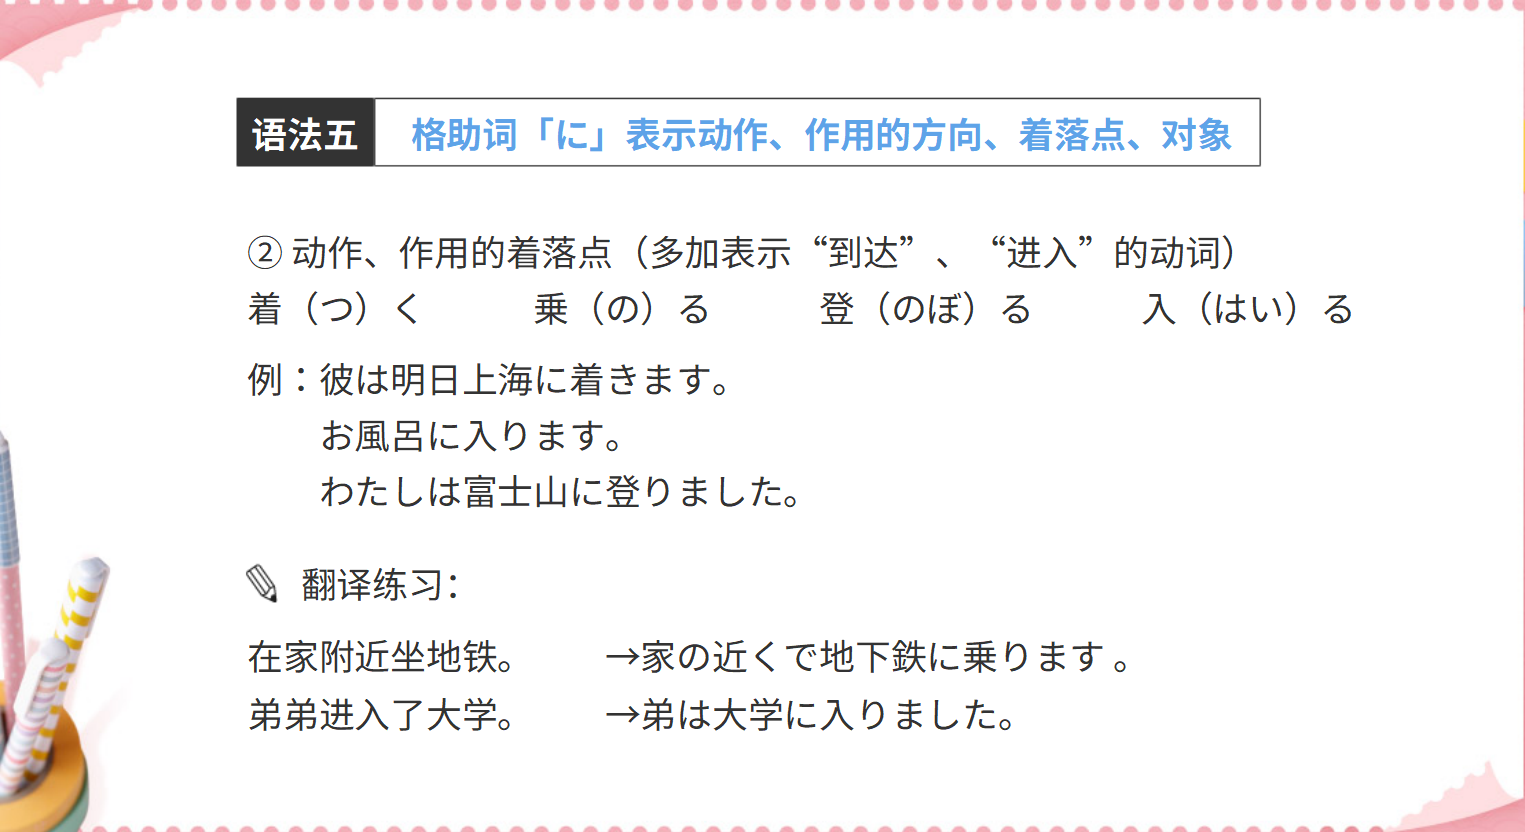 语法五 格助词「に」表示动作、作用的方向、着落点、对象
② 动作、作用的着落点（多加表示“到达”、“进入”的动词）
着（つ）く 乗（の）る 登（のぼ）る 入（はい）る
例：彼は明日上海に着きます。
お風呂に入ります。
わたしは富士山に登りました。
翻译练习：
在家附近坐地铁。 →家の近くで地下鉄に乗ります 。
弟弟进入了大学。 →弟は大学に入りました。